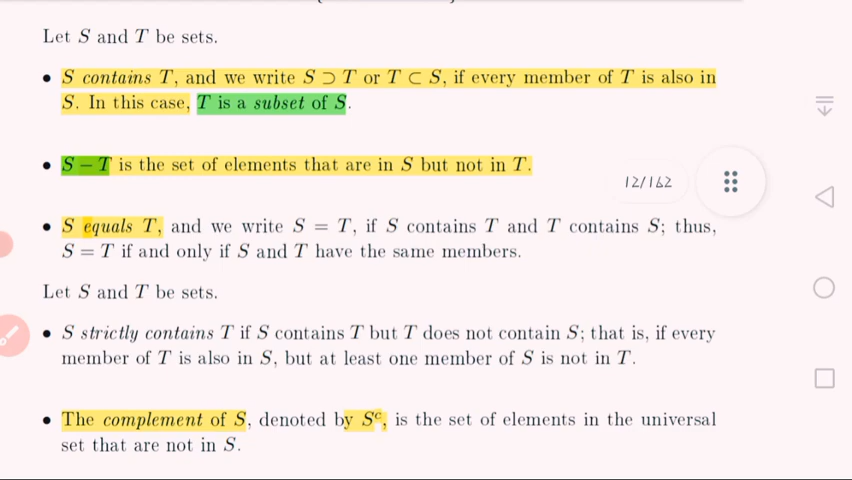 Let S and T be sets.
• S contains T, and we write S ⊃ T or T ⊂ S, if every member of T is also in
S. In this case, T is a subset of S.
• S − T is the set of elements that are in S but not in T.
12/162
• S equals T, and we write S = T, if S contains T and T contains S; thus,
S = T if and only if S and T have the same members.
Let S and T be sets.
• S strictly contains T if S contains T but T does not contain S; that is, if every
member of T is also in S, but at least one member of S is not in T.
• The complement of S, denoted by Sᶜ, is the set of elements in the universal
set that are not in S.